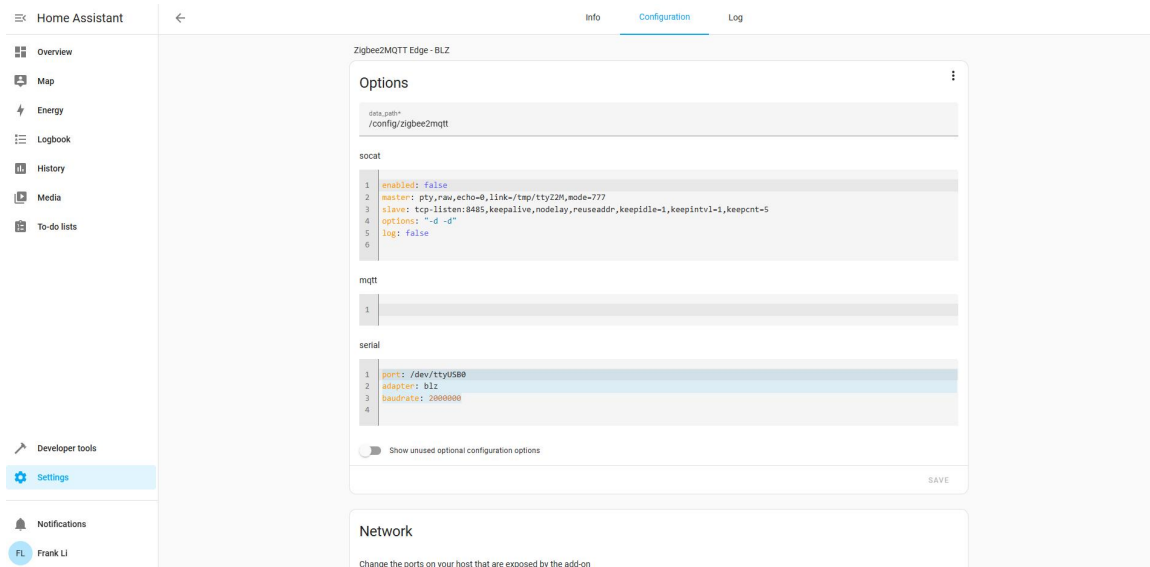 Home Assistant
Info
Configuration
Log
Overview
Map
Energy
Logbook
History
Media
To-do lists
Developer tools
Settings
Notifications
FL
Frank Li
Zigbee2MQTT Edge - BLZ
Options
data_path*
/config/zigbee2mqtt
socat
1 enabled: false
2 master: pty,raw,echo=0,link=/tmp/ttyZ2M,mode=777
3 slave: tcp-listen:8485,keepalive,nodelay,reuseaddr,keepidle=1,keepintvl=1,keepcnt=5
4 options: "-d -d"
5 log: false
6
mqtt
1
serial
1 port: /dev/ttyUSB0
2 adapter: blz
3 baudrate: 2000000
4
Show unused optional configuration options
SAVE
Network
Change the ports on your host that are exposed by the add-on